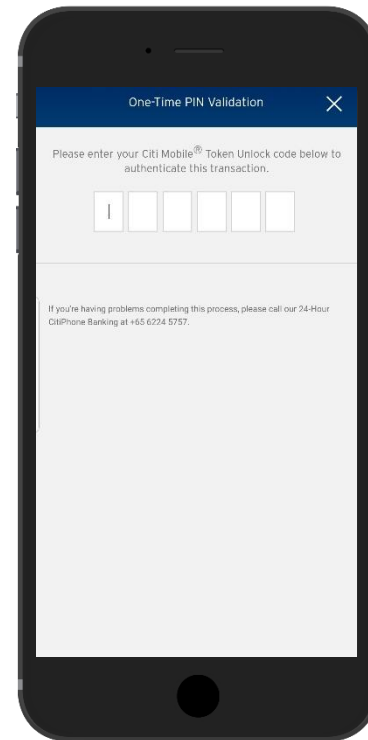 One-Time PIN Validation
Please enter your Citi Mobile® Token Unlock code below to
authenticate this transaction.
If you're having problems completing this process, please call our 24-Hour
CitiPhone Banking at +65 6224 5757.